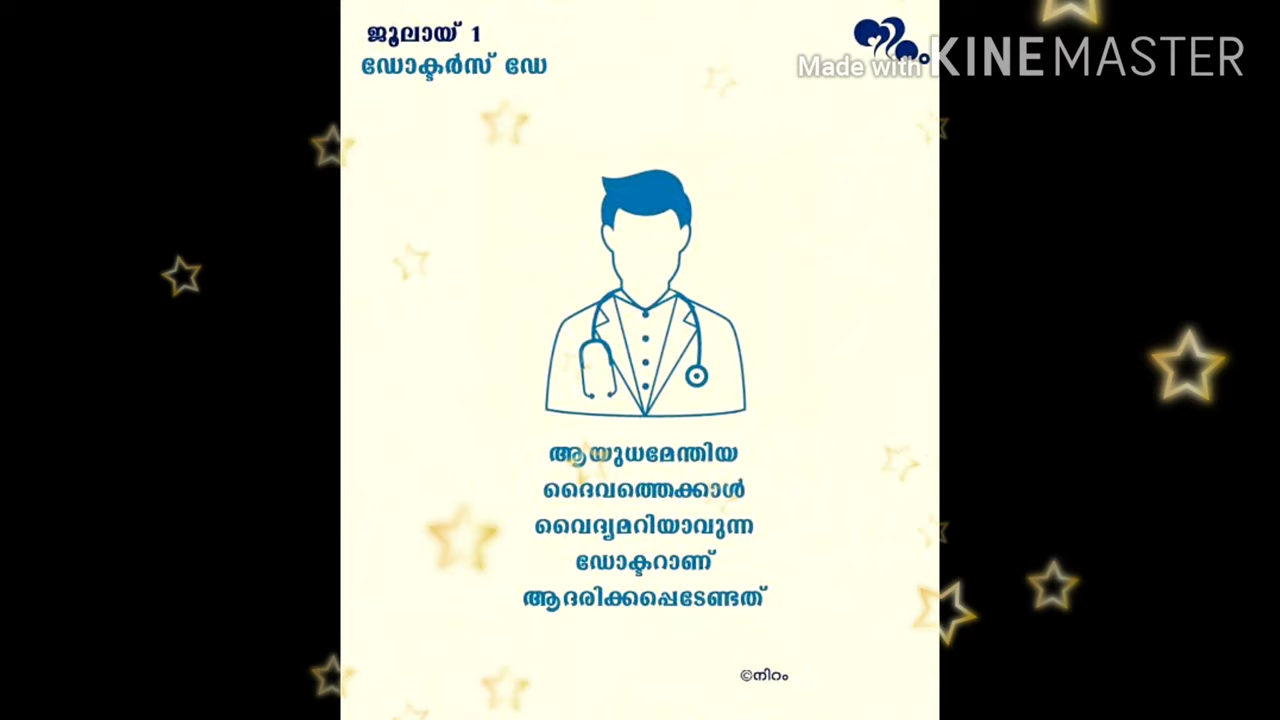 ജൂലായ് 1
ഡോക്ടർസ് ഡേ
Made with KINEMASTER
ആയുധമേന്തിയ
ദൈവത്തെക്കാൾ
വൈദ്യമറിയാവുന്ന
ഡോക്ടറാണ്
ആദരിക്കപ്പെടേണ്ടത്
©നിറം